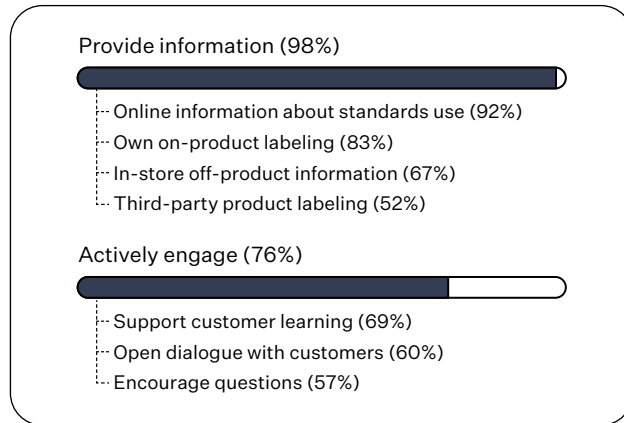 Provide information (98%)
Online information about standards use (92%)
Own on-product labeling (83%)
In-store off-product information (67%)
Third-party product labeling (52%)
Actively engage (76%)
Support customer learning (69%)
Open dialogue with customers (60%)
Encourage questions (57%)